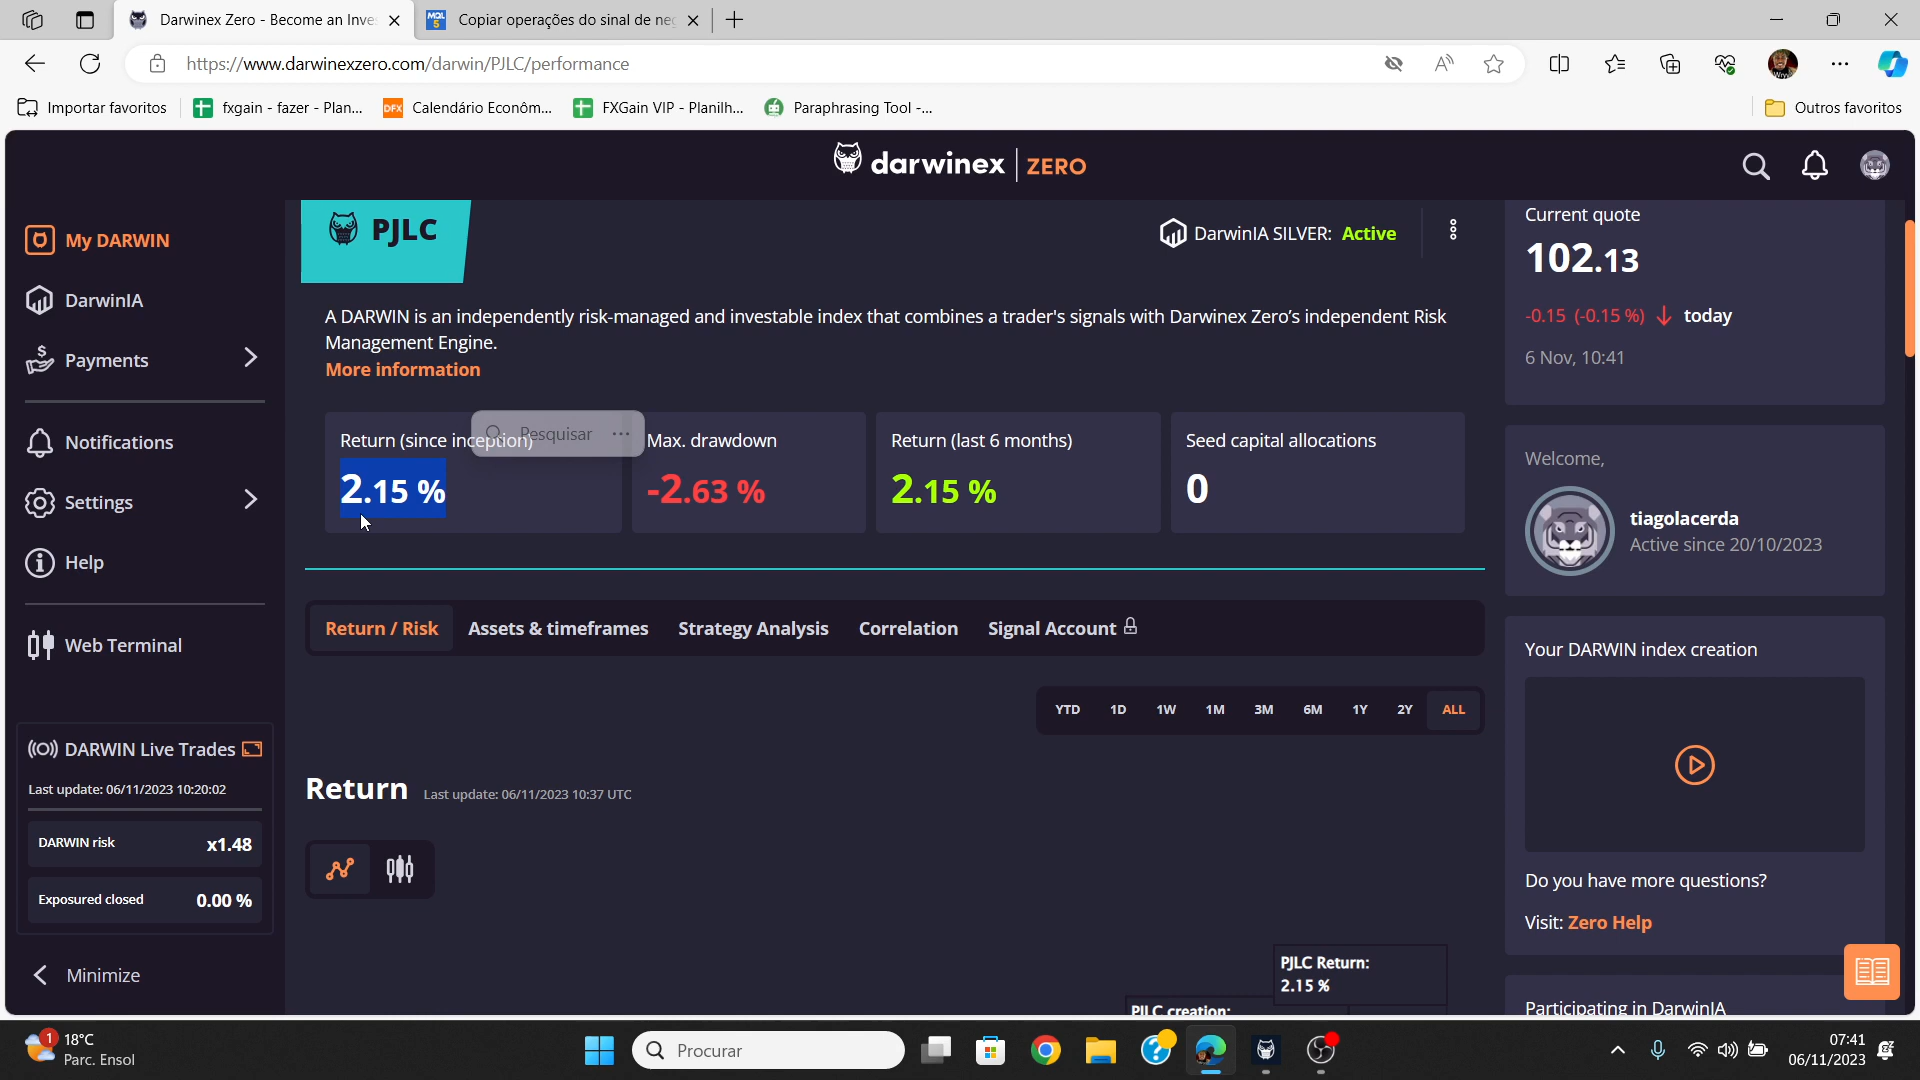 Darwinex Zero - Become an Inve
Copiar operações do sinal de ne
https://www.darwinexzero.com/darwin/PJLC/performance
Importar favoritos
fxgain - fazer - Plan...
Calendário Econôm...
FXGain VIP - Planilh...
Paraphrasing Tool -...
Outros favoritos
darwinex | ZERO
My DARWIN
DarwinIA
Payments
Notifications
Settings
Help
Web Terminal
DARWIN Live Trades
Last update: 06/11/2023 10:20:02
DARWIN risk x1.48
Exposured closed 0.00 %
Minimize
PJLC
DarwinIA SILVER: Active
A DARWIN is an independently risk-managed and investable index that combines a trader's signals with Darwinex Zero's independent Risk
Management Engine.
More information
Return (since inception)
2.15 %
Pesquisar ...
Max. drawdown
-2.63 %
Return (last 6 months)
2.15 %
Seed capital allocations
0
Return / Risk
Assets & timeframes
Strategy Analysis
Correlation
Signal Account
YTD 1D 1W 1M 3M 6M 1Y 2Y ALL
Return Last update: 06/11/2023 10:37 UTC
PJLC Return:
2.15 %
PJLC creation:
Current quote
102.13
-0.15 (-0.15 %) today
6 Nov, 10:41
Welcome,
tiagolacerda
Active since 20/10/2023
Your DARWIN index creation
Do you have more questions?
Visit: Zero Help
Participating in DarwinIA
1
18°C
Parc. Ensol
Procurar
07:41
06/11/2023